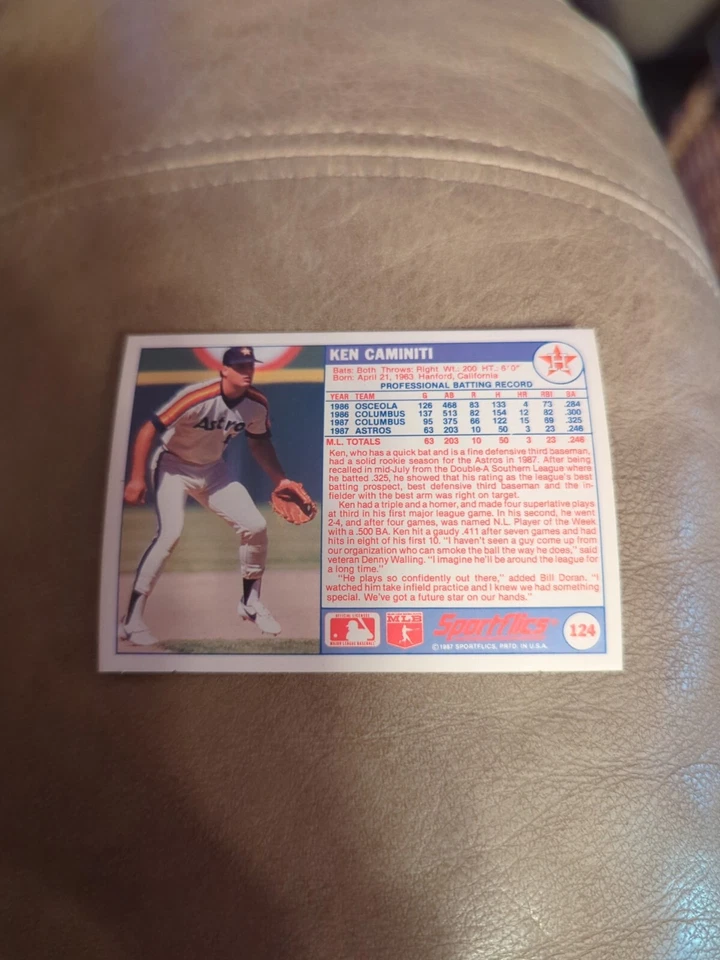 KEN CAMINITI
Bats: Both Throws: Right Wt.: 200 HT.: 6'0"
Born: April 21, 1963 Hanford, California
PROFESSIONAL BATTING RECORD
YEAR TEAM G AB R H HR RBI BA
1986 OSCEOLA 126 468 83 133 4 73 .284
1986 COLUMBUS 137 513 82 154 12 82 .300
1987 COLUMBUS 95 375 66 122 15 69 .325
1987 ASTROS 63 203 10 50 3 23 .246
M.L. TOTALS 63 203 10 50 3 23 .246
Ken, who has a quick bat and is a fine defensive third baseman,
had a solid rookie season for the Astros in 1987. After being
recalled in mid-July from the Double-A Southern League where
he batted .325, he showed that his rating as the league's best
batting prospect, best defensive third baseman and the in-
fielder with the best arm was right on target.
Ken had a triple and a homer, and made four superlative plays
at third in his first major league game. In his second, he went
2-4, and after four games, was named N.L. Player of the Week
with a .500 BA. Ken hit a gaudy .411 after seven games and had
hits in eight of his first 10. "I haven't seen a guy come up from
our organization who can smoke the ball the way he does," said
veteran Denny Walling. "I imagine he'll be around the league for
a long time."
"He plays so confidently out there," added Bill Doran. "I
watched him take infield practice and I knew we had something
special. We've got a future star on our hands."
OFFICIAL LICENSEE
MAJOR LEAGUE BASEBALL
MLB
Sportflics
124
© 1987 SPORTFLICS, PRTD. IN U.S.A.
H
Astros